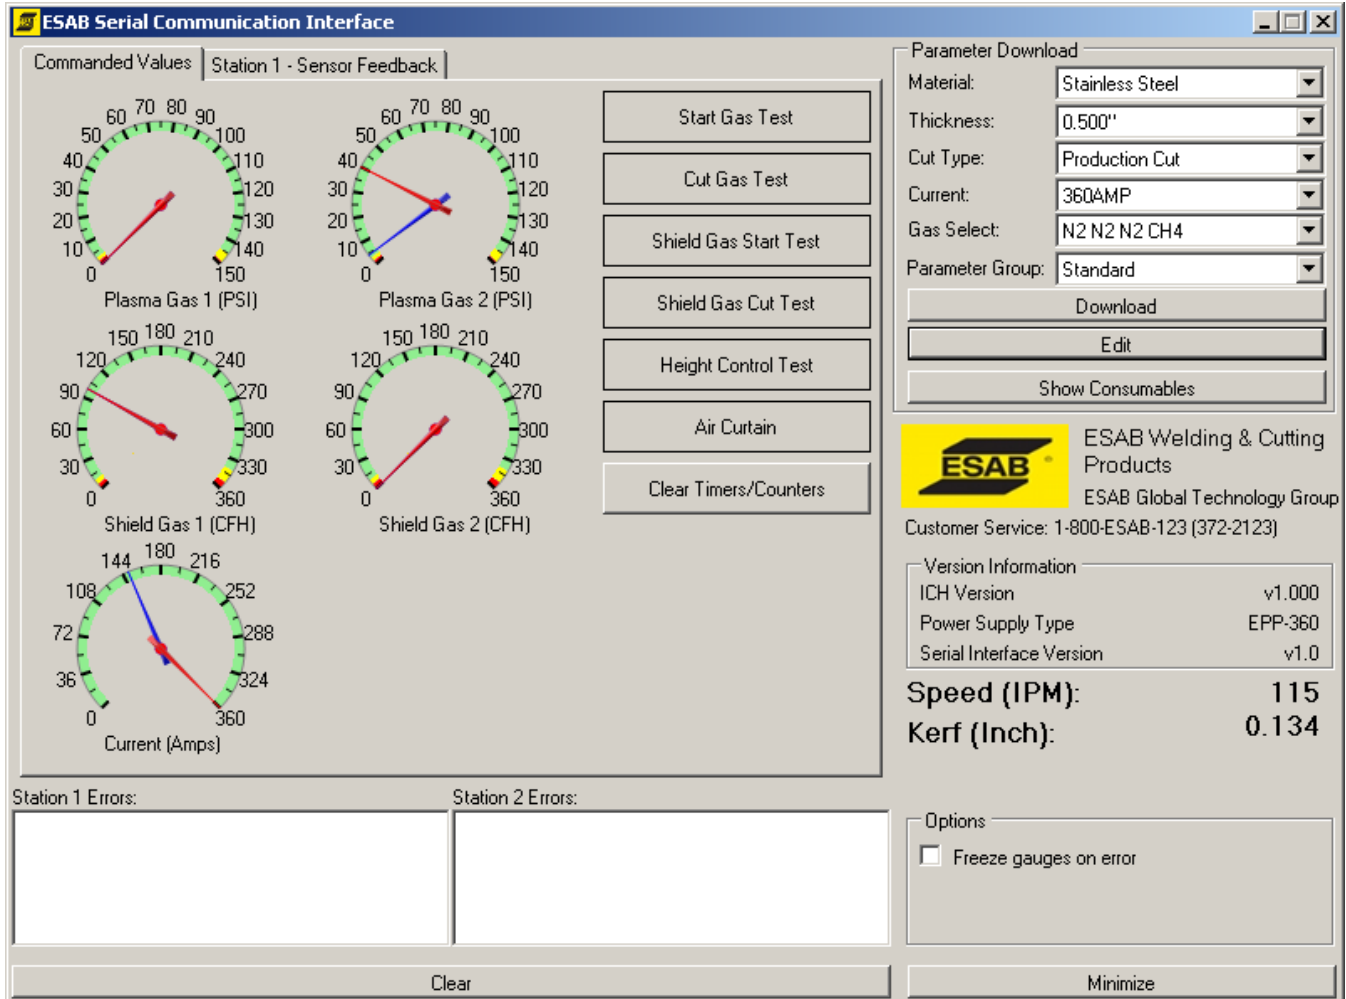 ESAB Serial Communication Interface
Commanded Values
Station 1 - Sensor Feedback
0 10 20 30 40 50 60 70 80 90 100 110 120 130 140 150
Plasma Gas 1 (PSI)
0 10 20 30 40 50 60 70 80 90 100 110 120 130 140 150
Plasma Gas 2 (PSI)
0 30 60 90 120 150 180 210 240 270 300 330 360
Shield Gas 1 (CFH)
0 30 60 90 120 150 180 210 240 270 300 330 360
Shield Gas 2 (CFH)
0 36 72 108 144 180 216 252 288 324 360
Current (Amps)
Start Gas Test
Cut Gas Test
Shield Gas Start Test
Shield Gas Cut Test
Height Control Test
Air Curtain
Clear Timers/Counters
Parameter Download
Material: Stainless Steel
Thickness: 0.500"
Cut Type: Production Cut
Current: 360AMP
Gas Select: N2 N2 N2 CH4
Parameter Group: Standard
Download
Edit
Show Consumables
ESAB
ESAB Welding & Cutting
Products
ESAB Global Technology Group
Customer Service: 1-800-ESAB-123 (372-2123)
Version Information
ICH Version v1.000
Power Supply Type EPP-360
Serial Interface Version v1.0
Speed (IPM): 115
Kerf (Inch): 0.134
Station 1 Errors:
Station 2 Errors:
Options
Freeze gauges on error
Clear
Minimize